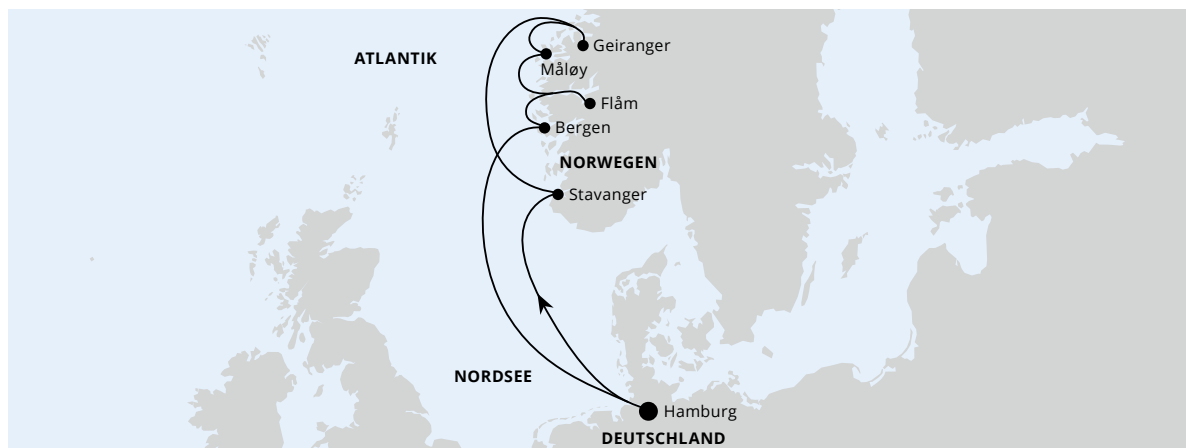 Geiranger
ATLANTIK
Måløy
Flåm
Bergen
NORWEGEN
Stavanger
NORDSEE
Hamburg
DEUTSCHLAND